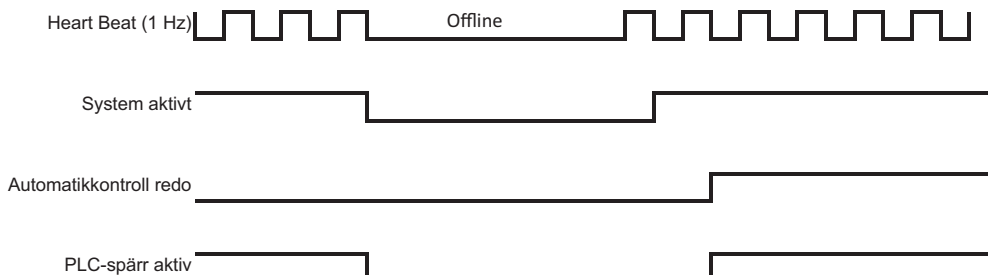 Heart Beat (1 Hz)
Offline
System aktivt
Automatikkontroll redo
PLC-spärr aktiv